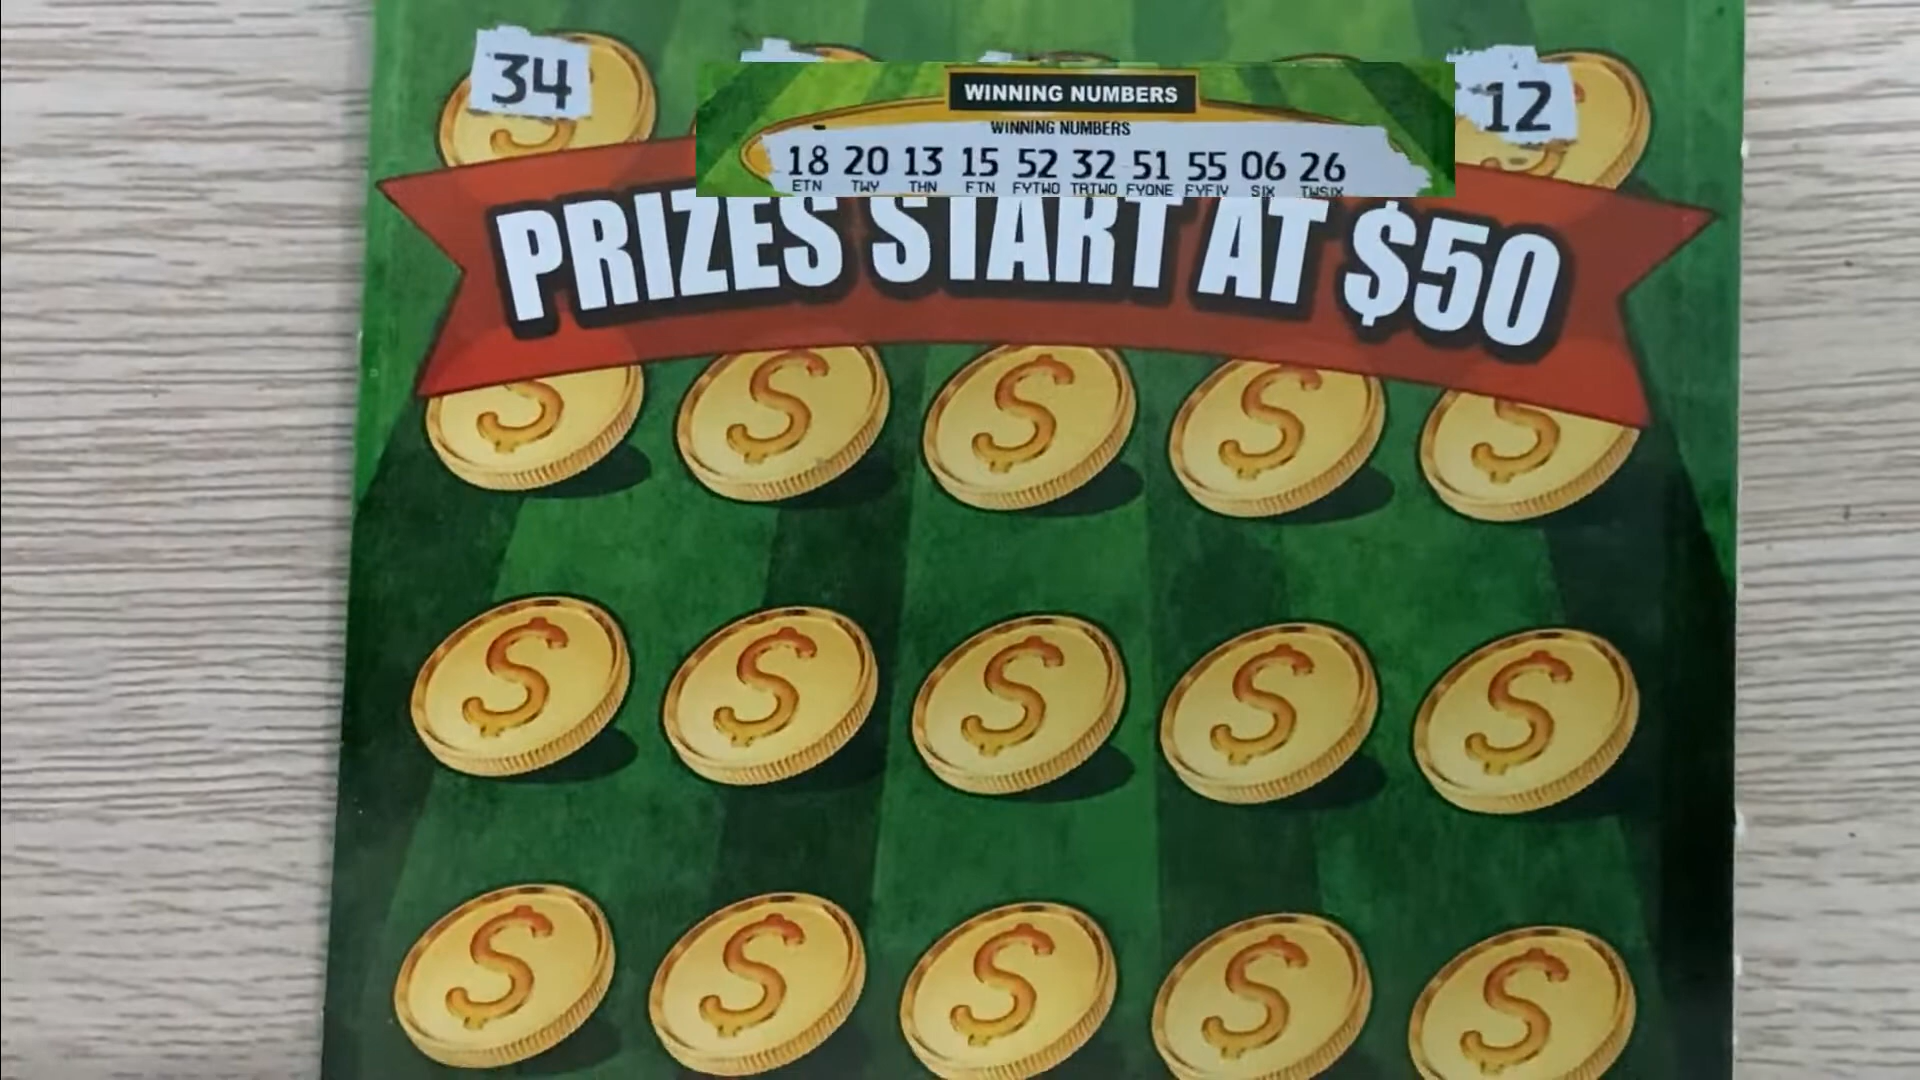 34
12
WINNING NUMBERS
WINNING NUMBERS
18 20 13 15 52 32 51 55 06 26
ETN TWY THN FTN FYTWO TRTWO FYONE FYFIV SIX TWSIX
PRIZES START AT $50